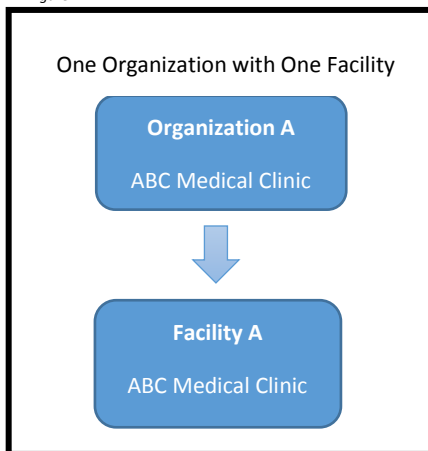 One Organization with One Facility
Organization A
ABC Medical Clinic
Facility A
ABC Medical Clinic